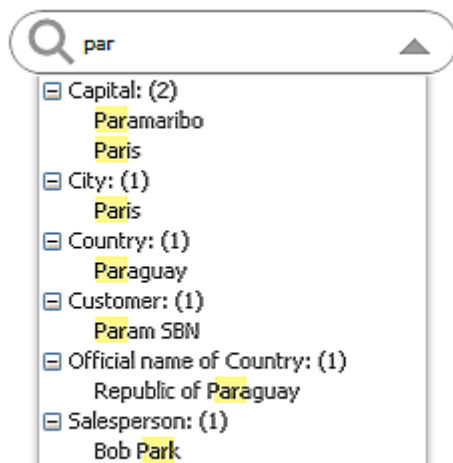 par
Capital: (2)
Paramaribo
Paris
City: (1)
Paris
Country: (1)
Paraguay
Customer: (1)
Param SBN
Official name of Country: (1)
Republic of Paraguay
Salesperson: (1)
Bob Park